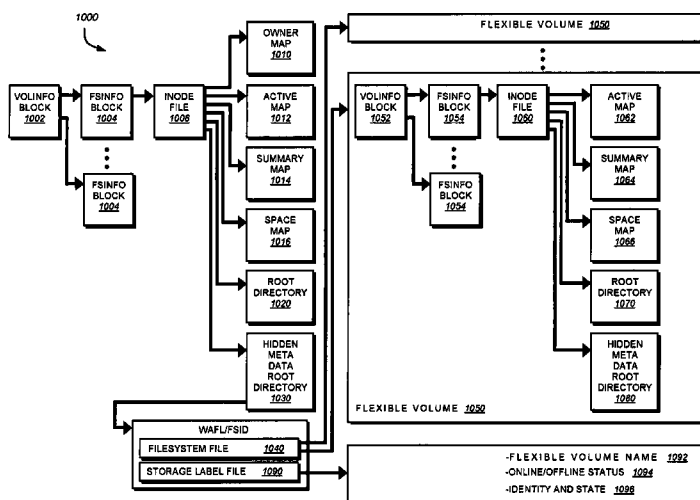 1000
OWNER
MAP
1010
VOLINFO
BLOCK
1002
FSINFO
BLOCK
1004
INODE
FILE
1006
ACTIVE
MAP
1012
FSINFO
BLOCK
1004
SUMMARY
MAP
1014
SPACE
MAP
1016
ROOT
DIRECTORY
1020
HIDDEN
META
DATA
ROOT
DIRECTORY
1030
WAFL/FSID
FILESYSTEM FILE 1040
STORAGE LABEL FILE 1090
FLEXIBLE VOLUME 1050
VOLINFO
BLOCK
1052
FSINFO
BLOCK
1054
INODE
FILE
1060
ACTIVE
MAP
1062
FSINFO
BLOCK
1054
SUMMARY
MAP
1064
SPACE
MAP
1066
ROOT
DIRECTORY
1070
HIDDEN
META
DATA
ROOT
DIRECTORY
1080
FLEXIBLE VOLUME 1050
-FLEXIBLE VOLUME NAME 1092
-ONLINE/OFFLINE STATUS 1094
-IDENTITY AND STATE 1096